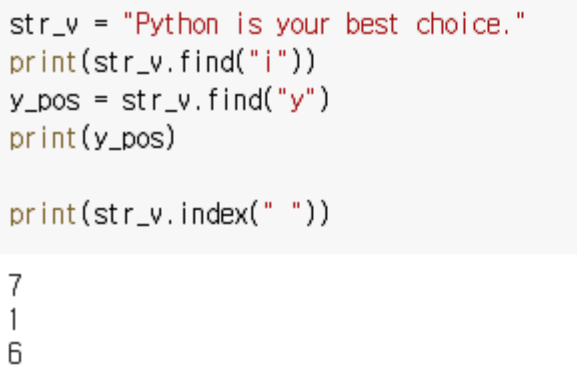 str_v = "Python is your best choice."
print(str_v.find("i"))
y_pos = str_v.find("y")
print(y_pos)
print(str_v.index(" "))
7
1
6